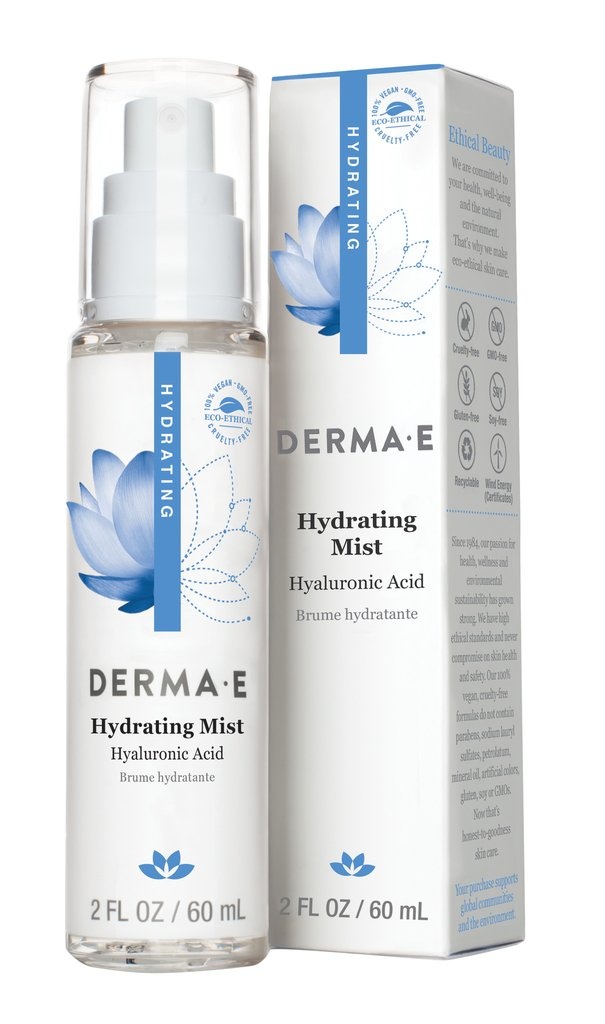 HYDRATING
100% VEGAN • GMO-FREE
ECO-ETHICAL
CRUELTY-FREE
DERMA·E
Hydrating Mist
Hyaluronic Acid
Brume hydratante
2 FL OZ / 60 mL
HYDRATING
100% VEGAN • GMO-FREE
ECO-ETHICAL
CRUELTY-FREE
DERMA·E
Hydrating
Mist
Hyaluronic Acid
Brume hydratante
2 FL OZ / 60 mL
Ethical Beauty
We are committed to
your health, well-being
and the natural
environment.
That's why we make
eco-ethical skin care.
GMO
Cruelty-free
GMO-free
SOY
Gluten-free
Soy-free
Recyclable
Wind Energy
(Certificates)
Since 1984, our passion for
health, wellness and
environmental
sustainability has grown
strong. We have high
ethical standards and never
compromise on skin health
and safety. Our 100%
vegan, cruelty-free
formulas do not contain
parabens, sodium lauryl
sulfates, petrolatum,
mineral oil, artificial colors,
gluten, soy or GMOs.
Now that's
honest-to-goodness
skin care.
Your purchase supports
global communities
and the environment.